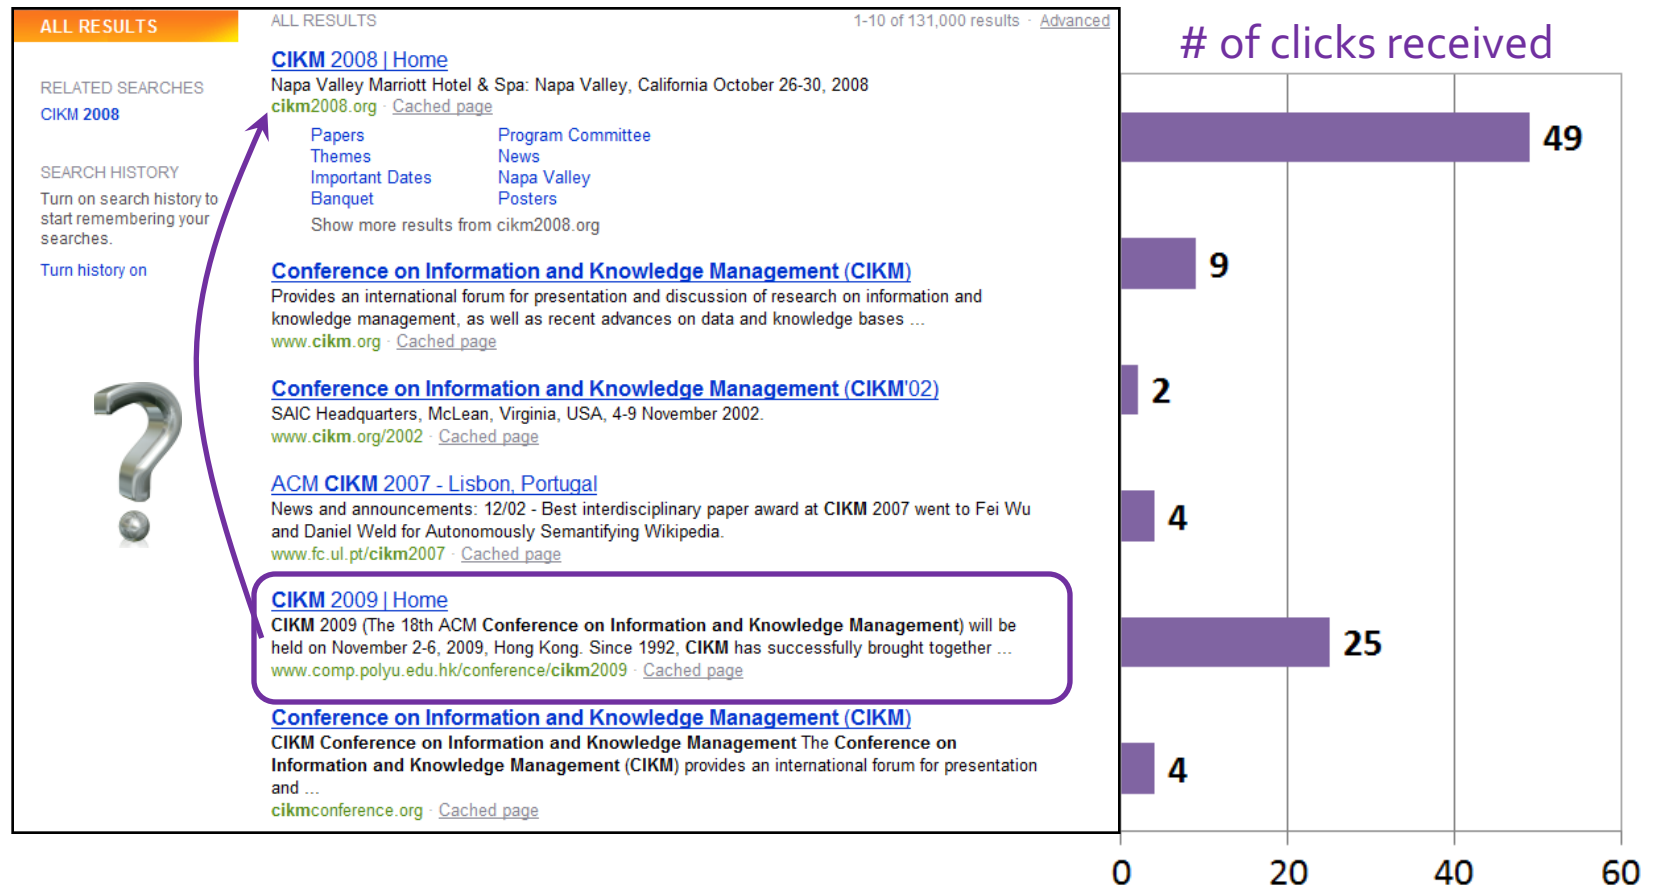 ALL RESULTS
RELATED SEARCHES
CIKM 2008
SEARCH HISTORY
Turn on search history to
start remembering your
searches.
Turn history on
ALL RESULTS
1-10 of 131,000 results · Advanced
CIKM 2008 | Home
Napa Valley Marriott Hotel & Spa: Napa Valley, California October 26-30, 2008
cikm2008.org · Cached page
Papers Program Committee
Themes News
Important Dates Napa Valley
Banquet Posters
Show more results from cikm2008.org
Conference on Information and Knowledge Management (CIKM)
Provides an international forum for presentation and discussion of research on information and
knowledge management, as well as recent advances on data and knowledge bases ...
www.cikm.org · Cached page
Conference on Information and Knowledge Management (CIKM'02)
SAIC Headquarters, McLean, Virginia, USA, 4-9 November 2002.
www.cikm.org/2002 · Cached page
ACM CIKM 2007 - Lisbon, Portugal
News and announcements: 12/02 - Best interdisciplinary paper award at CIKM 2007 went to Fei Wu
and Daniel Weld for Autonomously Semantifying Wikipedia.
www.fc.ul.pt/cikm2007 · Cached page
CIKM 2009 | Home
CIKM 2009 (The 18th ACM Conference on Information and Knowledge Management) will be
held on November 2-6, 2009, Hong Kong. Since 1992, CIKM has successfully brought together ...
www.comp.polyu.edu.hk/conference/cikm2009 · Cached page
Conference on Information and Knowledge Management (CIKM)
CIKM Conference on Information and Knowledge Management The Conference on
Information and Knowledge Management (CIKM) provides an international forum for presentation
and ...
cikmconference.org · Cached page
# of clicks received
49
9
2
4
25
4
0 20 40 60